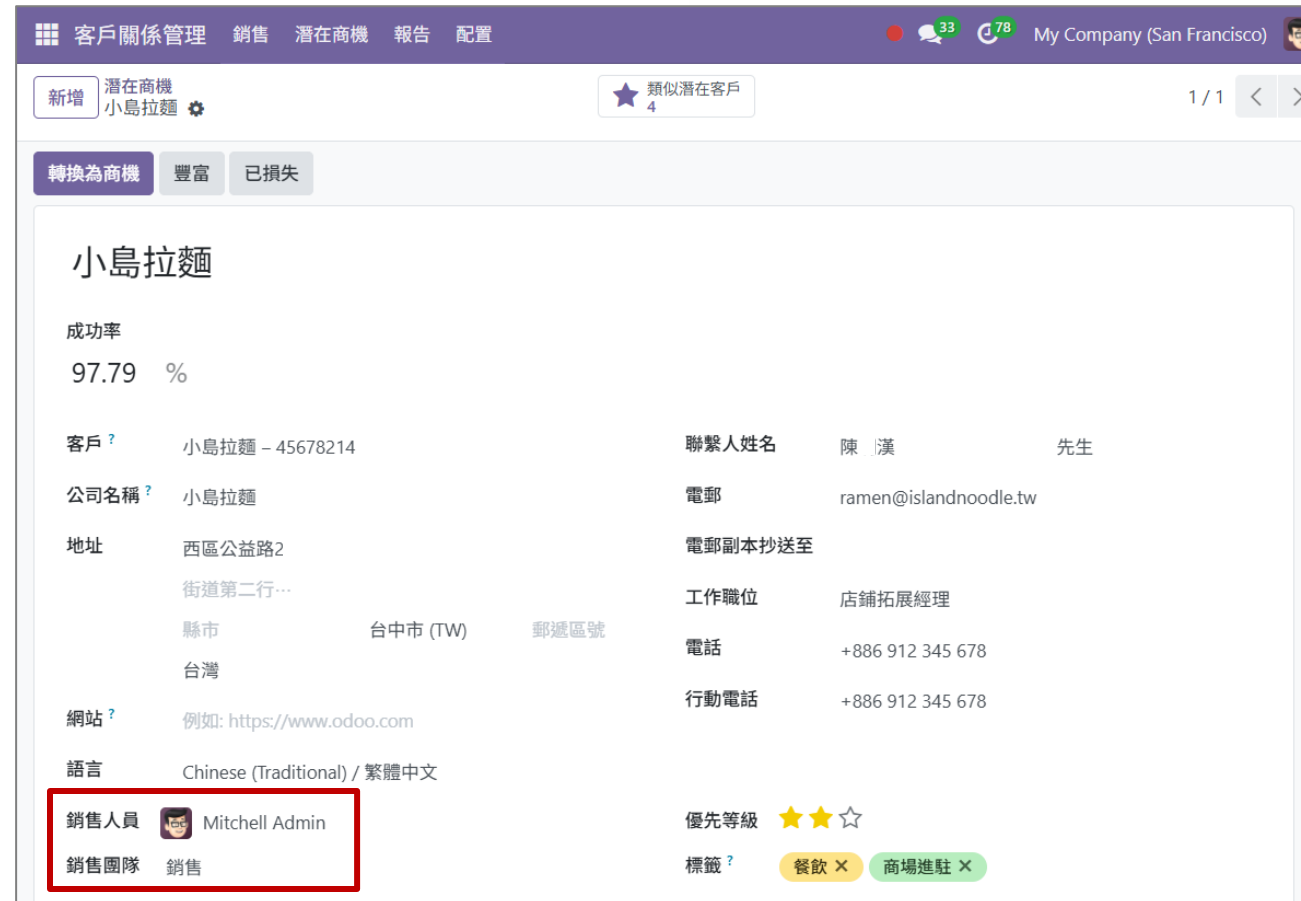 客戶關係管理 銷售 潛在商機 報告 配置 33 78 My Company (San Francisco)
新增 潛在商機 類似潛在客戶
小島拉麵 4 1 / 1
轉換為商機 豐富 已損失
小島拉麵
成功率
97.79 %
客戶 ? 小島拉麵 – 45678214 聯繫人姓名 陳 漢 先生
公司名稱 ? 小島拉麵 電郵 ramen@islandnoodle.tw
地址 西區公益路2 電郵副本抄送至
街道第二行… 工作職位 店鋪拓展經理
縣市 台中市 (TW) 郵遞區號 電話 +886 912 345 678
台灣 行動電話 +886 912 345 678
網站 ? 例如: https://www.odoo.com
語言 Chinese (Traditional) / 繁體中文
銷售人員 Mitchell Admin 優先等級
銷售團隊 銷售 標籤 ? 餐飲 × 商場進駐 ×